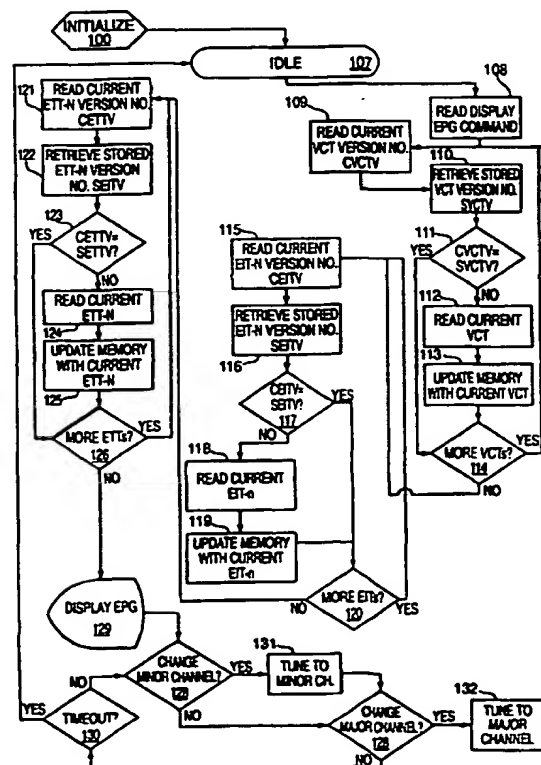 INITIALIZE
100
IDLE 107
108
READ DISPLAY
EPG COMMAND
109
READ CURRENT
VCT VERSION NO.
CVCTV
110
RETRIEVE STORED
VCT VERSION NO.
SYCTV
111
CVCTV=
SVCTV?
YES
NO
112
READ CURRENT
VCT
113
UPDATE MEMORY
WITH CURRENT VCT
MORE VCTs?
114
YES
NO
115
READ CURRENT
EIT-N VERSION NO.
CEITV
RETRIEVE STORED
EIT-N VERSION NO.
SEITV
116
CEITV=
SEITV?
117
YES
NO
118
READ CURRENT
EIT-n
119
UPDATE MEMORY
WITH CURRENT
EIT-n
MORE EITs?
120
NO
YES
121
READ CURRENT
ETT-N VERSION NO.
CETTV
122
RETRIEVE STORED
ETT-N VERSION
NO. SEITV
123
CETTV=
SETTV?
YES
NO
READ CURRENT
ETT-N
124
UPDATE MEMORY
WITH CURRENT
ETT-N
125
MORE ETTs?
126
YES
NO
DISPLAY EPG
129
CHANGE
MINOR CHANNEL?
128
YES
NO
131
TUNE TO
MINOR CH.
CHANGE
MAJOR CHANNEL?
128
YES
NO
132
TUNE TO
MAJOR
CHANNEL
TIMEOUT?
130
YES
NO